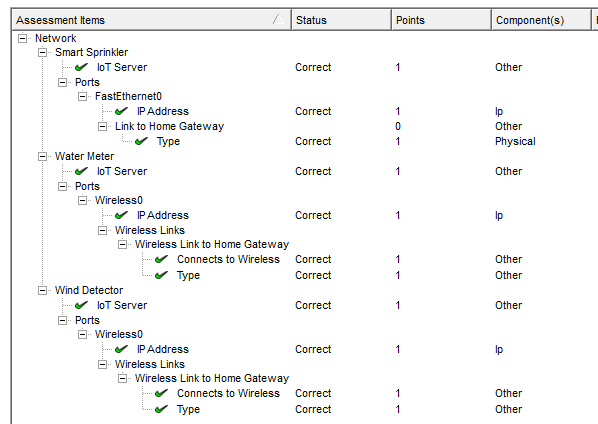 Assessment Items Status Points Component(s)
Network
Smart Sprinkler
IoT Server Correct 1 Other
Ports
FastEthernet0
IP Address Correct 1 Ip
Link to Home Gateway 0 Other
Type Correct 1 Physical
Water Meter
IoT Server Correct 1 Other
Ports
Wireless0
IP Address Correct 1 Ip
Wireless Links
Wireless Link to Home Gateway
Connects to Wireless Correct 1 Other
Type Correct 1 Other
Wind Detector
IoT Server Correct 1 Other
Ports
Wireless0
IP Address Correct 1 Ip
Wireless Links
Wireless Link to Home Gateway
Connects to Wireless Correct 1 Other
Type Correct 1 Other